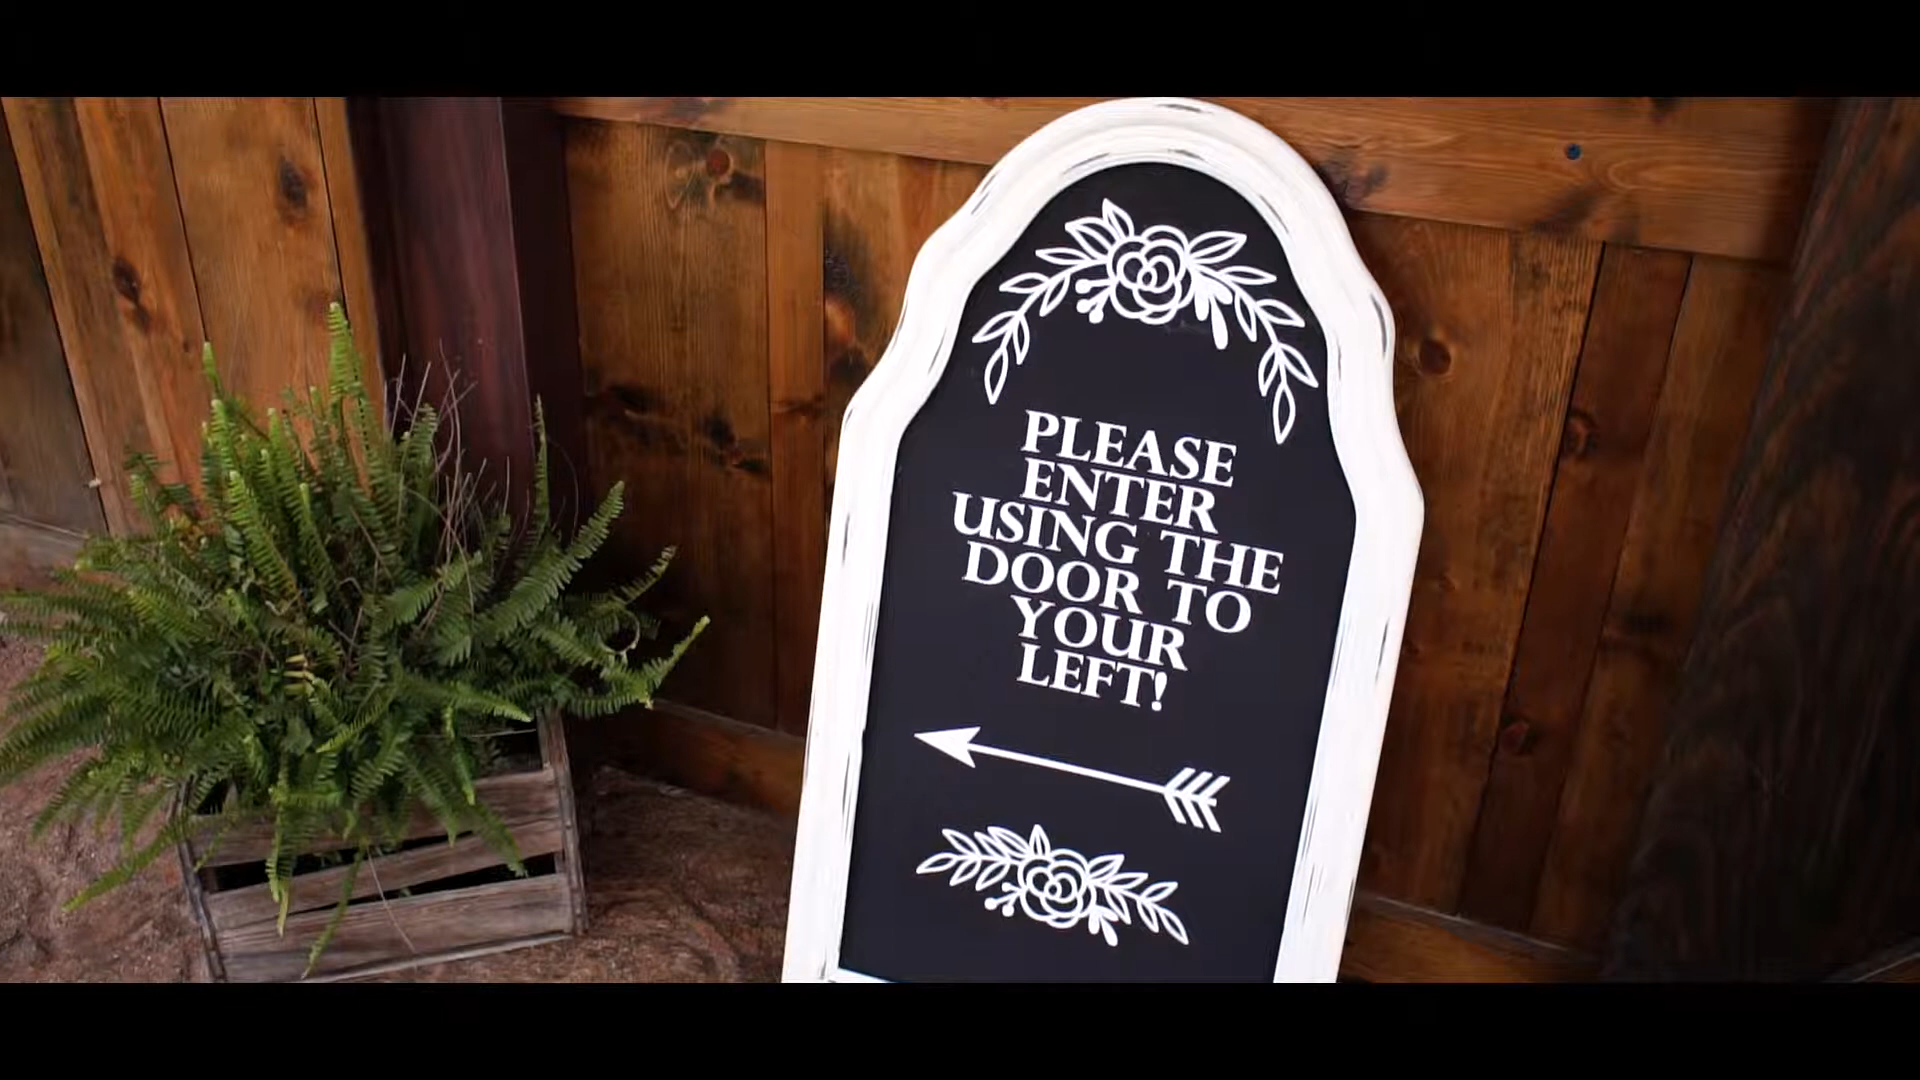 PLEASE
ENTER
USING THE
DOOR TO
YOUR
LEFT!